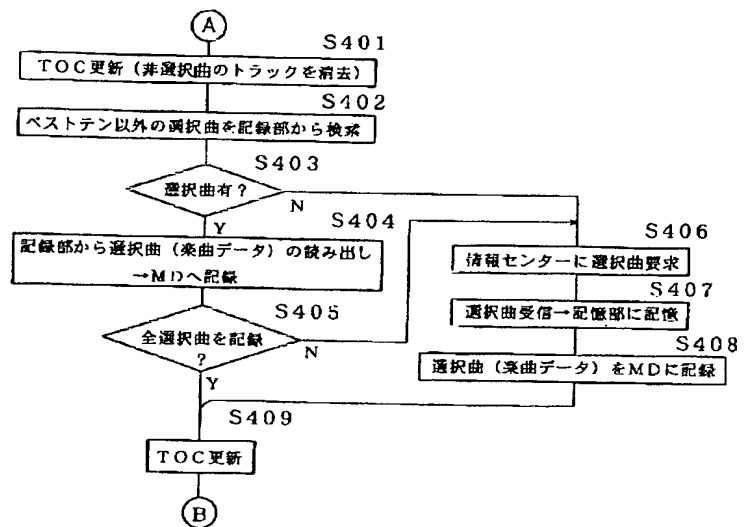 A
S401
TOC更新（非選択曲のトラックを消去）
S402
ベストテン以外の選択曲を記録部から検索
S403
選択曲有？
N
Y
S404
記録部から選択曲（楽曲データ）の読み出し
→MDへ記録
S405
全選択曲を記録
？
N
Y
S406
情報センターに選択曲要求
S407
選択曲受信→記憶部に記憶
S408
選択曲（楽曲データ）をMDに記録
S409
TOC更新
B